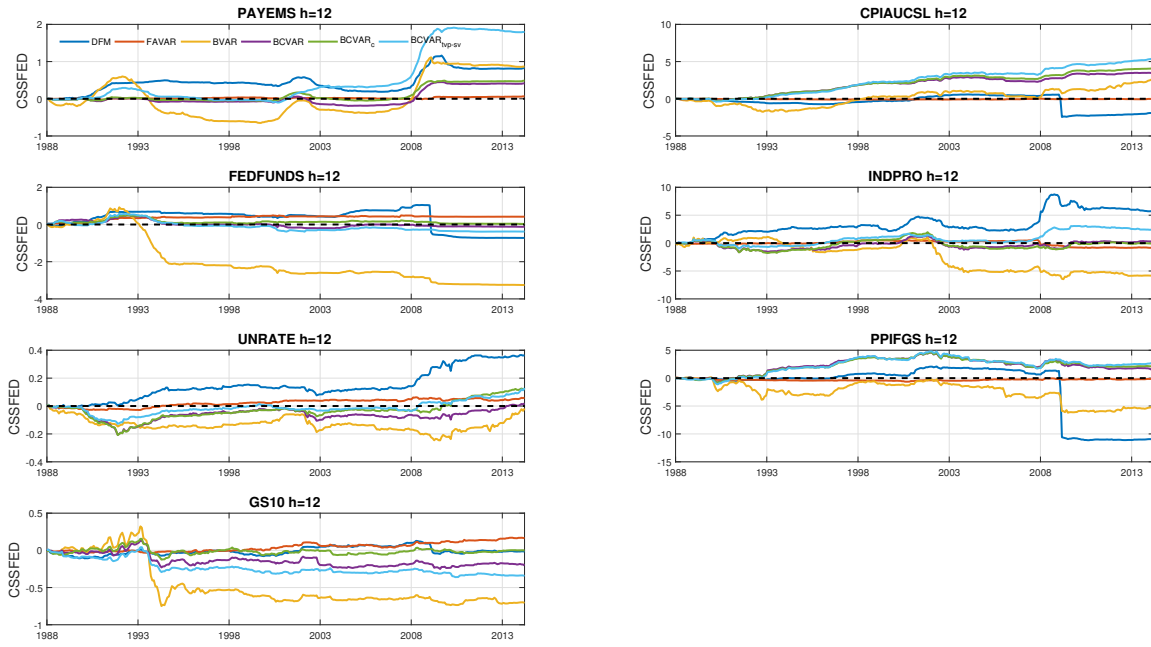 PAYEMS h=12
CSSFED
2
1
0
-1
DFM FAVAR BVAR BCVAR BCVARc BCVARtvp-sv
1988 1993 1998 2003 2008 2013
CPIAUCSL h=12
CSSFED
10
5
0
-5
1988 1993 1998 2003 2008 2013
FEDFUNDS h=12
CSSFED
2
0
-2
-4
1988 1993 1998 2003 2008 2013
INDPRO h=12
CSSFED
10
5
0
-5
-10
1988 1993 1998 2003 2008 2013
UNRATE h=12
CSSFED
0.4
0.2
0
-0.2
-0.4
1988 1993 1998 2003 2008 2013
PPIFGS h=12
CSSFED
5
0
-5
-10
-15
1988 1993 1998 2003 2008 2013
GS10 h=12
CSSFED
0.5
0
-0.5
-1
1988 1993 1998 2003 2008 2013